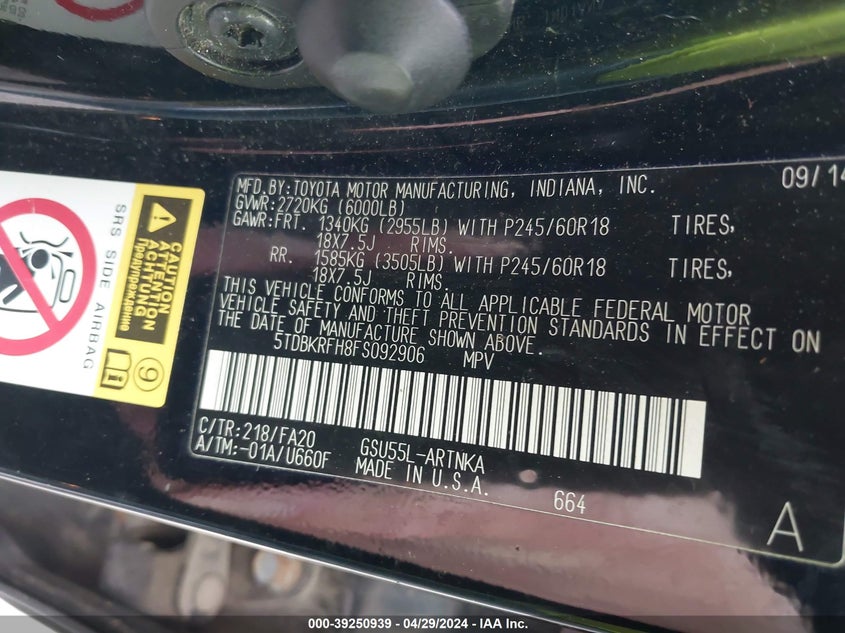 MFD.BY:TOYOTA MOTOR MANUFACTURING, INDIANA, INC. 09/14
GVWR:2720KG (6000LB)
GAWR:FRT. 1340KG (2955LB) WITH P245/60R18 TIRES,
18X7.5J RIMS.
RR. 1585KG (3505LB) WITH P245/60R18 TIRES,
18X7.5J RIMS.
THIS VEHICLE CONFORMS TO ALL APPLICABLE FEDERAL MOTOR
VEHICLE SAFETY AND THEFT PREVENTION STANDARDS IN EFFECT ON
THE DATE OF MANUFACTURE SHOWN ABOVE.
5TDBKRFH8FS092906 MPV
C/TR:218/FA20 GSU55L-ARTNKA
A/TM:-01A/U660F MADE IN U.S.A.
664
A
SRS SIDE AIRBAG
CAUTION
ATTENTION
ACHTUNG
Предупреждение
9
000-39250939 - 04/29/2024 - IAA Inc.